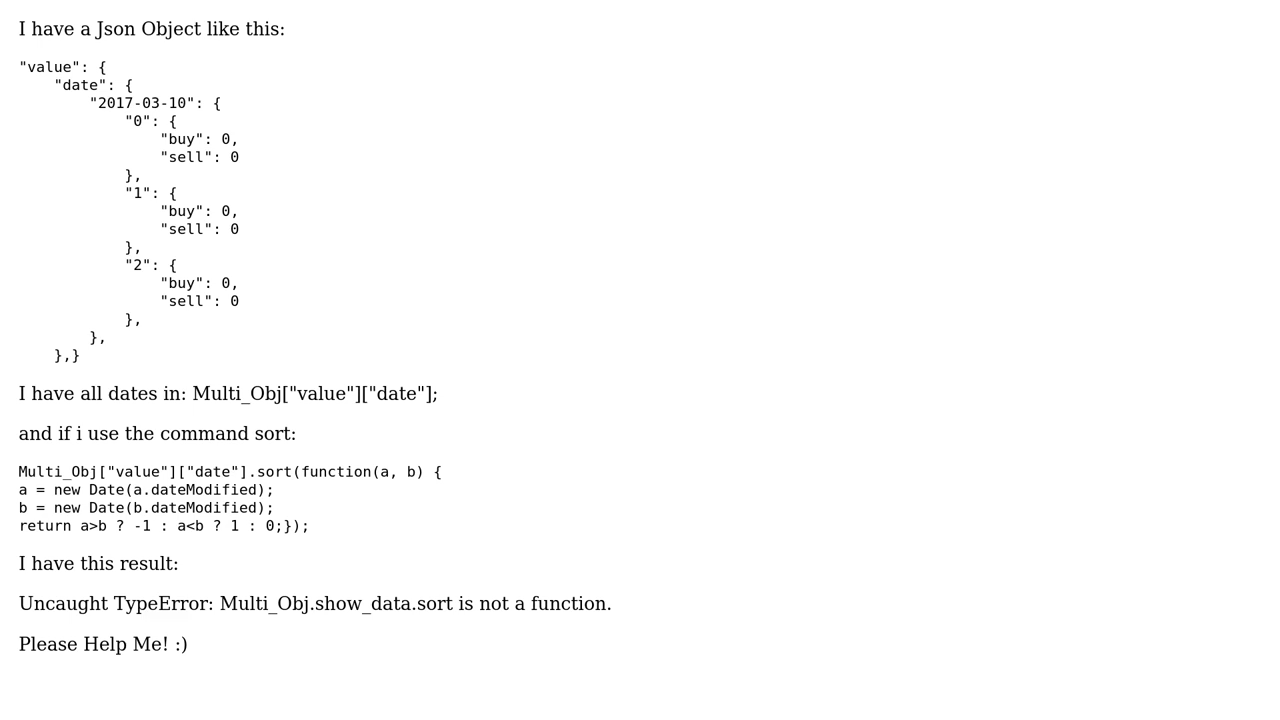 I have a Json Object like this:
"value": {
    "date": {
        "2017-03-10": {
            "0": {
                "buy": 0,
                "sell": 0
            },
            "1": {
                "buy": 0,
                "sell": 0
            },
            "2": {
                "buy": 0,
                "sell": 0
            },
        },
    },}
I have all dates in: Multi_Obj["value"]["date"];
and if i use the command sort:
Multi_Obj["value"]["date"].sort(function(a, b) {
a = new Date(a.dateModified);
b = new Date(b.dateModified);
return a>b ? -1 : a<b ? 1 : 0;});
I have this result:
Uncaught TypeError: Multi_Obj.show_data.sort is not a function.
Please Help Me! :)